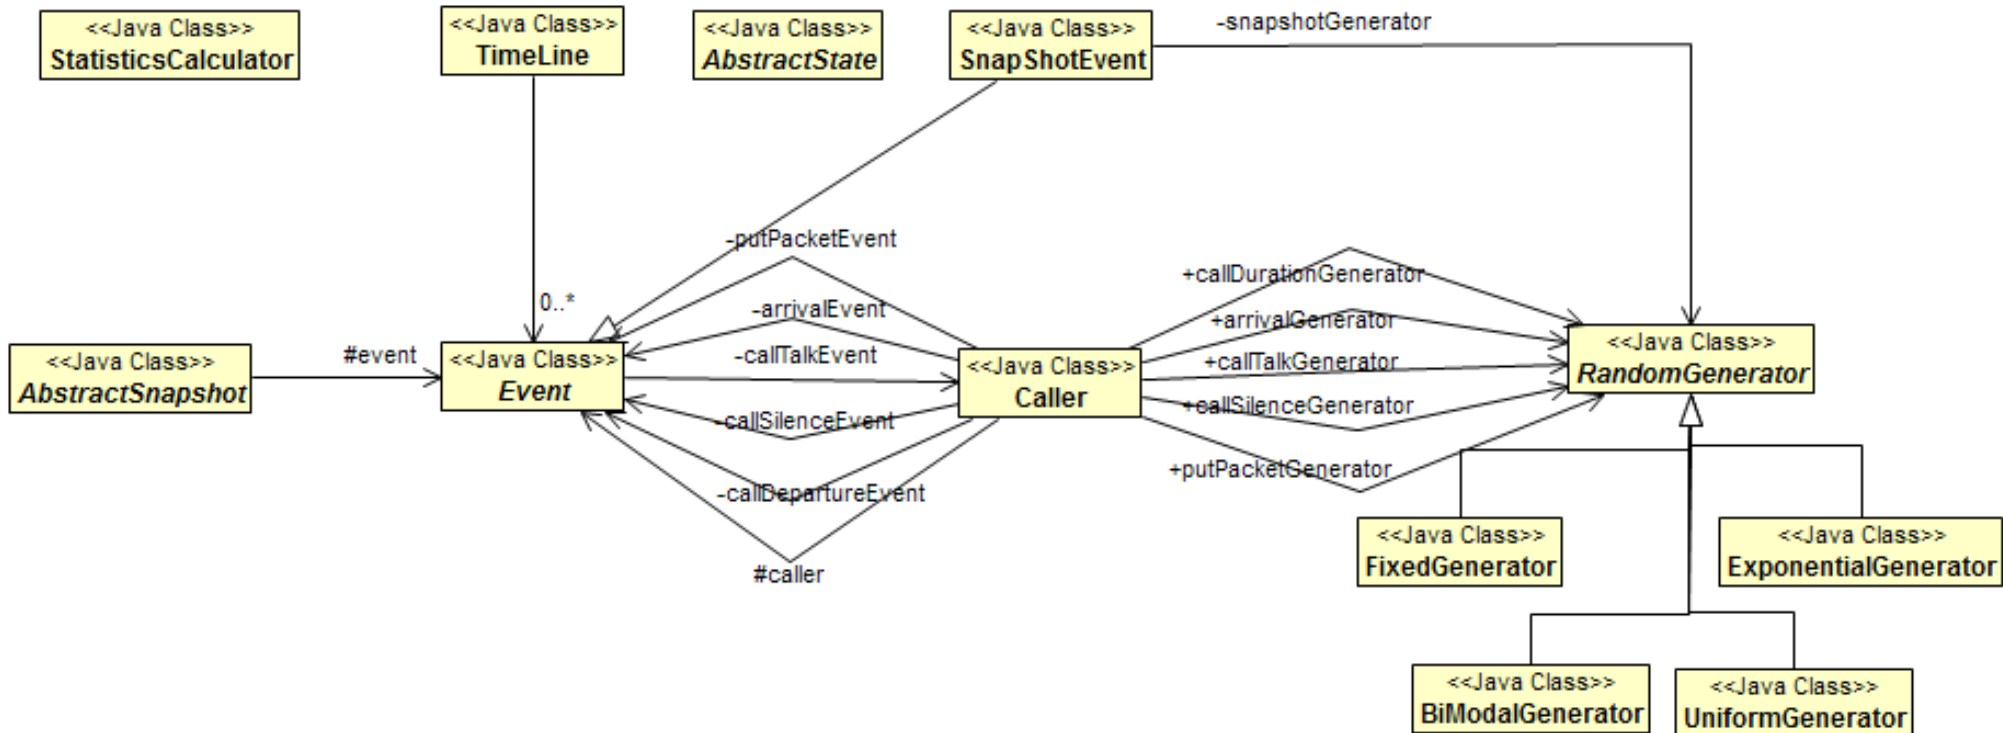 <<Java Class>>
StatisticsCalculator
<<Java Class>>
TimeLine
<<Java Class>>
AbstractState
<<Java Class>>
SnapShotEvent
-snapshotGenerator
-putPacketEvent
+callDurationGenerator
0..*
-arrivalEvent
+arrivalGenerator
<<Java Class>>
AbstractSnapshot
#event
<<Java Class>>
Event
-callTalkEvent
<<Java Class>>
Caller
+callTalkGenerator
<<Java Class>>
RandomGenerator
-callSilenceEvent
+callSilenceGenerator
+putPacketGenerator
-callDepartureEvent
#caller
<<Java Class>>
FixedGenerator
<<Java Class>>
ExponentialGenerator
<<Java Class>>
BiModalGenerator
<<Java Class>>
UniformGenerator